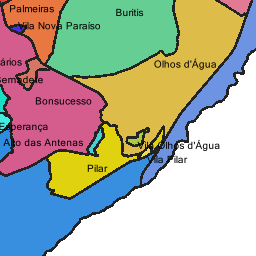 Palmeiras
Buritis
Vila Nova Paraíso
Olhos d'Água
ários
Bernadete
Bonsucesso
Esperança
Alto das Antenas
Vila Olhos d'Água
Vila Pilar
Pilar